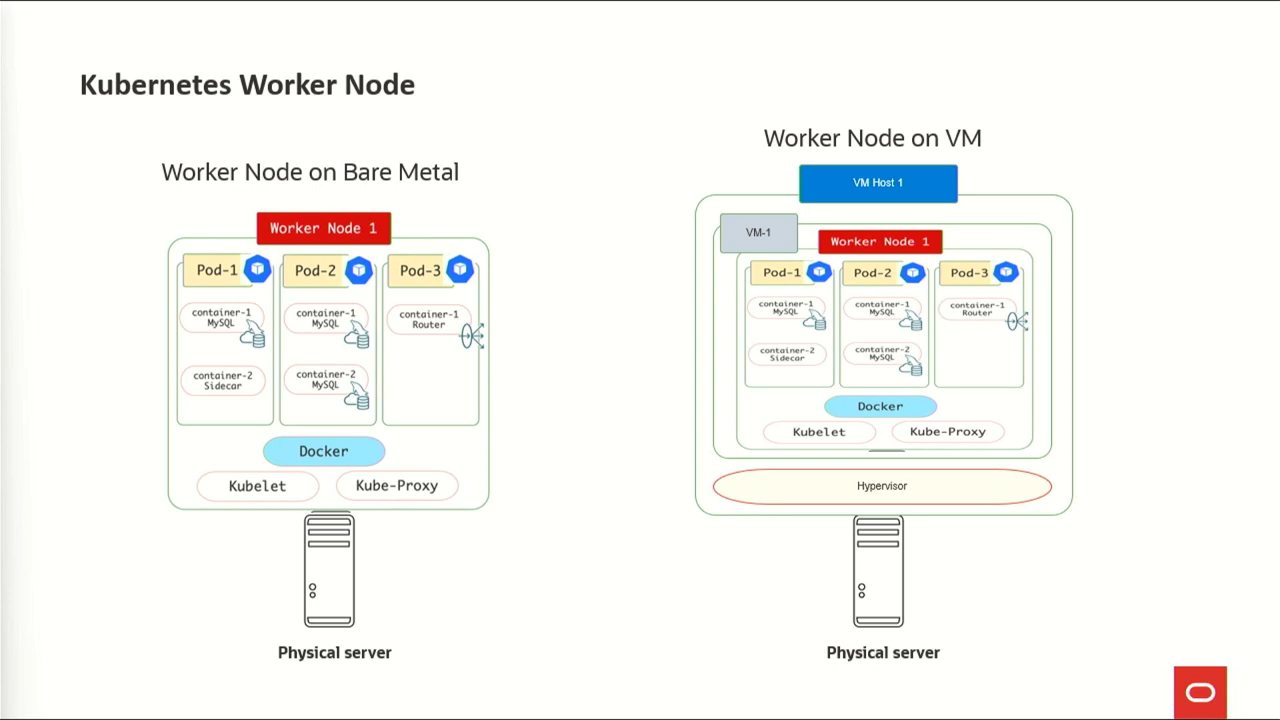 Kubernetes Worker Node
Worker Node on Bare Metal
Worker Node 1
Pod-1
Pod-2
Pod-3
container-1
MySQL
container-1
MySQL
container-1
Router
container-2
Sidecar
container-2
MySQL
Docker
Kubelet
Kube-Proxy
Physical server
Worker Node on VM
VM Host 1
VM-1
Worker Node 1
Pod-1
Pod-2
Pod-3
container-1
MySQL
container-1
MySQL
container-1
Router
container-2
Sidecar
container-2
MySQL
Docker
Kubelet
Kube-Proxy
Hypervisor
Physical server